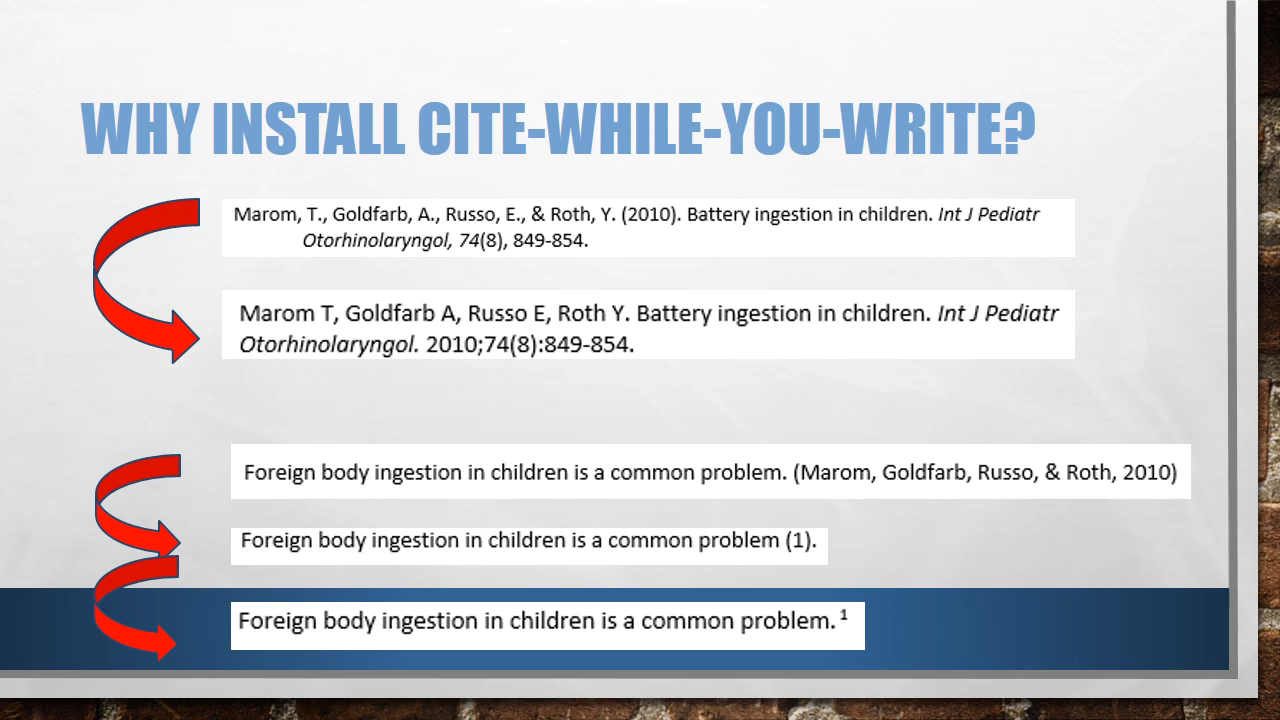 WHY INSTALL CITE-WHILE-YOU-WRITE?
Marom, T., Goldfarb, A., Russo, E., & Roth, Y. (2010). Battery ingestion in children. Int J Pediatr
Otorhinolaryngol, 74(8), 849-854.
Marom T, Goldfarb A, Russo E, Roth Y. Battery ingestion in children. Int J Pediatr
Otorhinolaryngol. 2010;74(8):849-854.
Foreign body ingestion in children is a common problem. (Marom, Goldfarb, Russo, & Roth, 2010)
Foreign body ingestion in children is a common problem (1).
Foreign body ingestion in children is a common problem. ¹